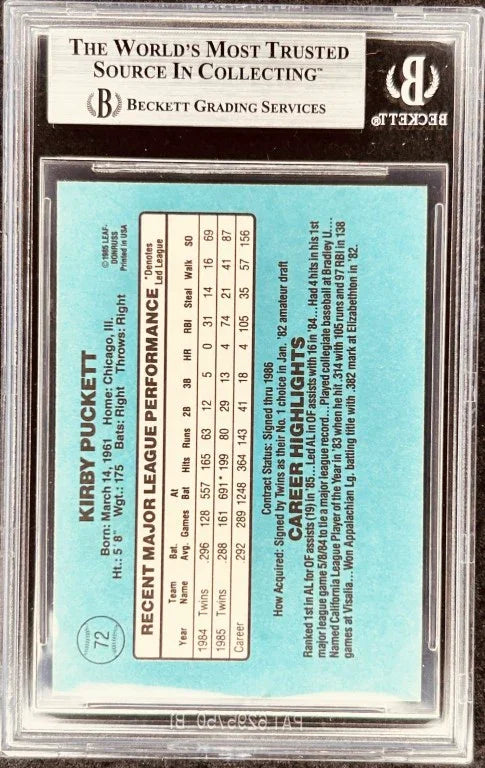 THE WORLD'S MOST TRUSTED
SOURCE IN COLLECTING™
B BECKETT GRADING SERVICES
B
BECKETT®
72
© 1985 LEAF-
DONRUSS
Printed in USA
KIRBY PUCKETT
Born: March 14, 1961 Home: Chicago, Ill.
Ht.: 5' 8" Wgt.: 175 Bats: Right Throws: Right
RECENT MAJOR LEAGUE PERFORMANCE *Denotes Led League
Year Team Name Bat. Avg. Games At Bat Hits Runs 2B 3B HR RBI Steal Walk SO
1984 Twins .296 128 557 165 63 12 5 0 31 14 16 69
1985 Twins .288 161 691* 199 80 29 13 4 74 21 41 87
Career .292 289 1248 364 143 41 18 4 105 35 57 156
Contract Status: Signed thru 1986
How Acquired: Signed by Twins as their No. 1 choice in Jan. '82 amateur draft
CAREER HIGHLIGHTS
Ranked 1st in AL for OF assists (19) in '85...Led AL in OF assists with 16 in '84...Had 4 hits in his 1st
major league game 5/8/84 to tie a major league record...Played collegiate baseball at Bradley U....
Named California League Player of the Year in '83 when he hit .314 with 105 runs and 97 RBI in 138
games at Visalia...Won Appalachian Lg. batting title with .382 mark at Elizabethton in '82.